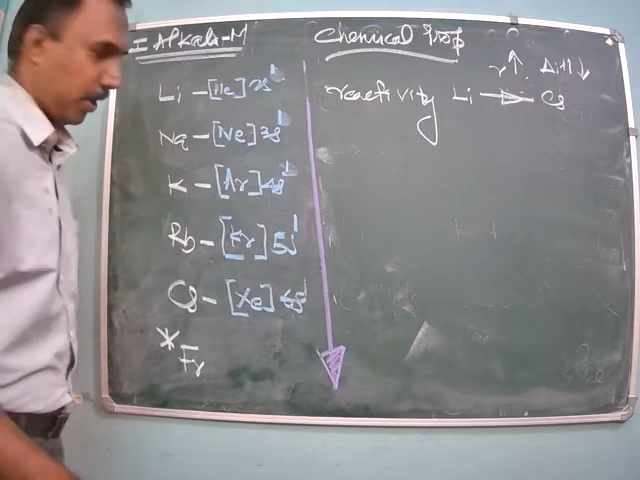 I Alkali-M
Chemical Prop
Li - [He] 2s¹
reactivity Li → Cs
r↑ ΔiH↓
Na - [Ne] 3s¹
K - [Ar] 4s¹
Rb - [Kr] 5s¹
Cs - [Xe] 6s¹
* Fr